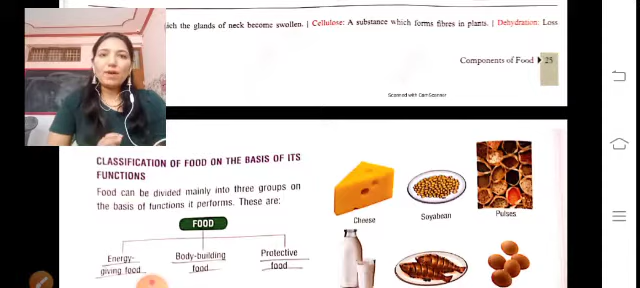 ich the glands of neck become swollen. | Cellulose: A substance which forms fibres in plants. | Dehydration: Loss
Components of Food 25
Scanned with CamScanner
CLASSIFICATION OF FOOD ON THE BASIS OF ITS
FUNCTIONS
Food can be divided mainly into three groups on
the basis of functions it performs. These are:
FOOD
Energy-
giving food
Body-building
food
Protective
food
Cheese
Soyabean
Pulses